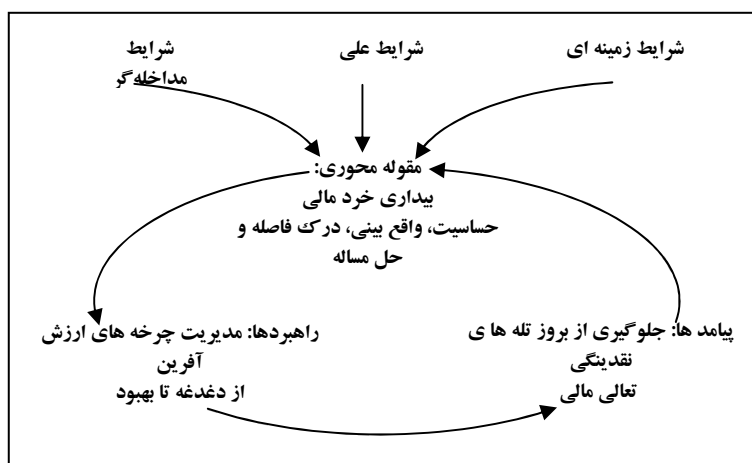 شرایط زمینه ای
شرایط علی
شرایط
مداخله‌گر
مقوله محوری:
بیداری خرد مالی
حساسیت، واقع بینی، درک فاصله و
حل مساله
پیامد ها: جلوگیری از بروز تله ها ی
نقدینگی
تعالی مالی
راهبردها: مدیریت چرخه های ارزش
آفرین
از دغدغه تا بهبود